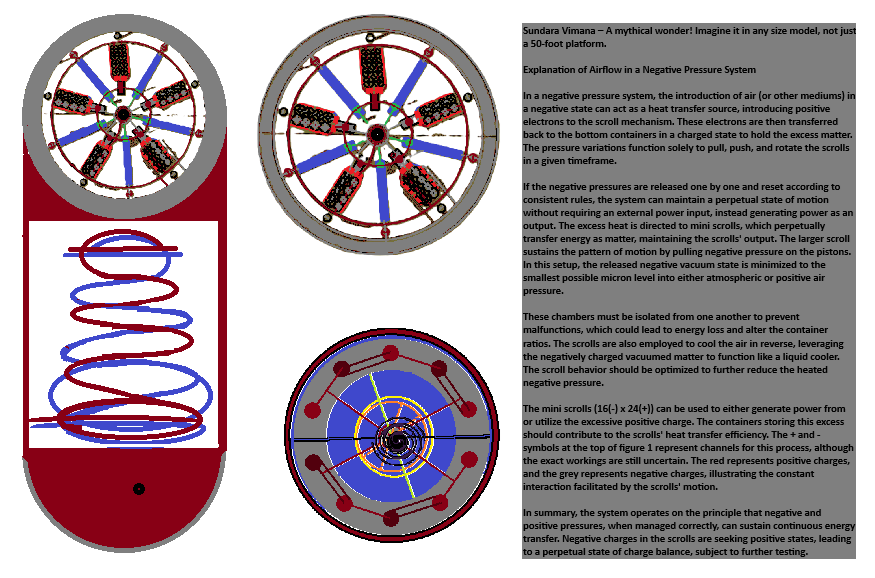 Sundara Vimana – A mythical wonder! Imagine it in any size model, not just
a 50-foot platform.
Explanation of Airflow in a Negative Pressure System
In a negative pressure system, the introduction of air (or other mediums) in
a negative state can act as a heat transfer source, introducing positive
electrons to the scroll mechanism. These electrons are then transferred
back to the bottom containers in a charged state to hold the excess matter.
The pressure variations function solely to pull, push, and rotate the scrolls
in a given timeframe.
If the negative pressures are released one by one and reset according to
consistent rules, the system can maintain a perpetual state of motion
without requiring an external power input, instead generating power as an
output. The excess heat is directed to mini scrolls, which perpetually
transfer energy as matter, maintaining the scrolls' output. The larger scroll
sustains the pattern of motion by pulling negative pressure on the pistons.
In this setup, the released negative vacuum state is minimized to the
smallest possible micron level into either atmospheric or positive air
pressure.
These chambers must be isolated from one another to prevent
malfunctions, which could lead to energy loss and alter the container
ratios. The scrolls are also employed to cool the air in reverse, leveraging
the negatively charged vacuumed matter to function like a liquid cooler.
The scroll behavior should be optimized to further reduce the heated
negative pressure.
The mini scrolls (16(-) x 24(+)) can be used to either generate power from
or utilize the excessive positive charge. The containers storing this excess
should contribute to the scrolls' heat transfer efficiency. The + and -
symbols at the top of figure 1 represent channels for this process, although
the exact workings are still uncertain. The red represents positive charges,
and the grey represents negative charges, illustrating the constant
interaction facilitated by the scrolls' motion.
In summary, the system operates on the principle that negative and
positive pressures, when managed correctly, can sustain continuous energy
transfer. Negative charges in the scrolls are seeking positive states, leading
to a perpetual state of charge balance, subject to further testing.